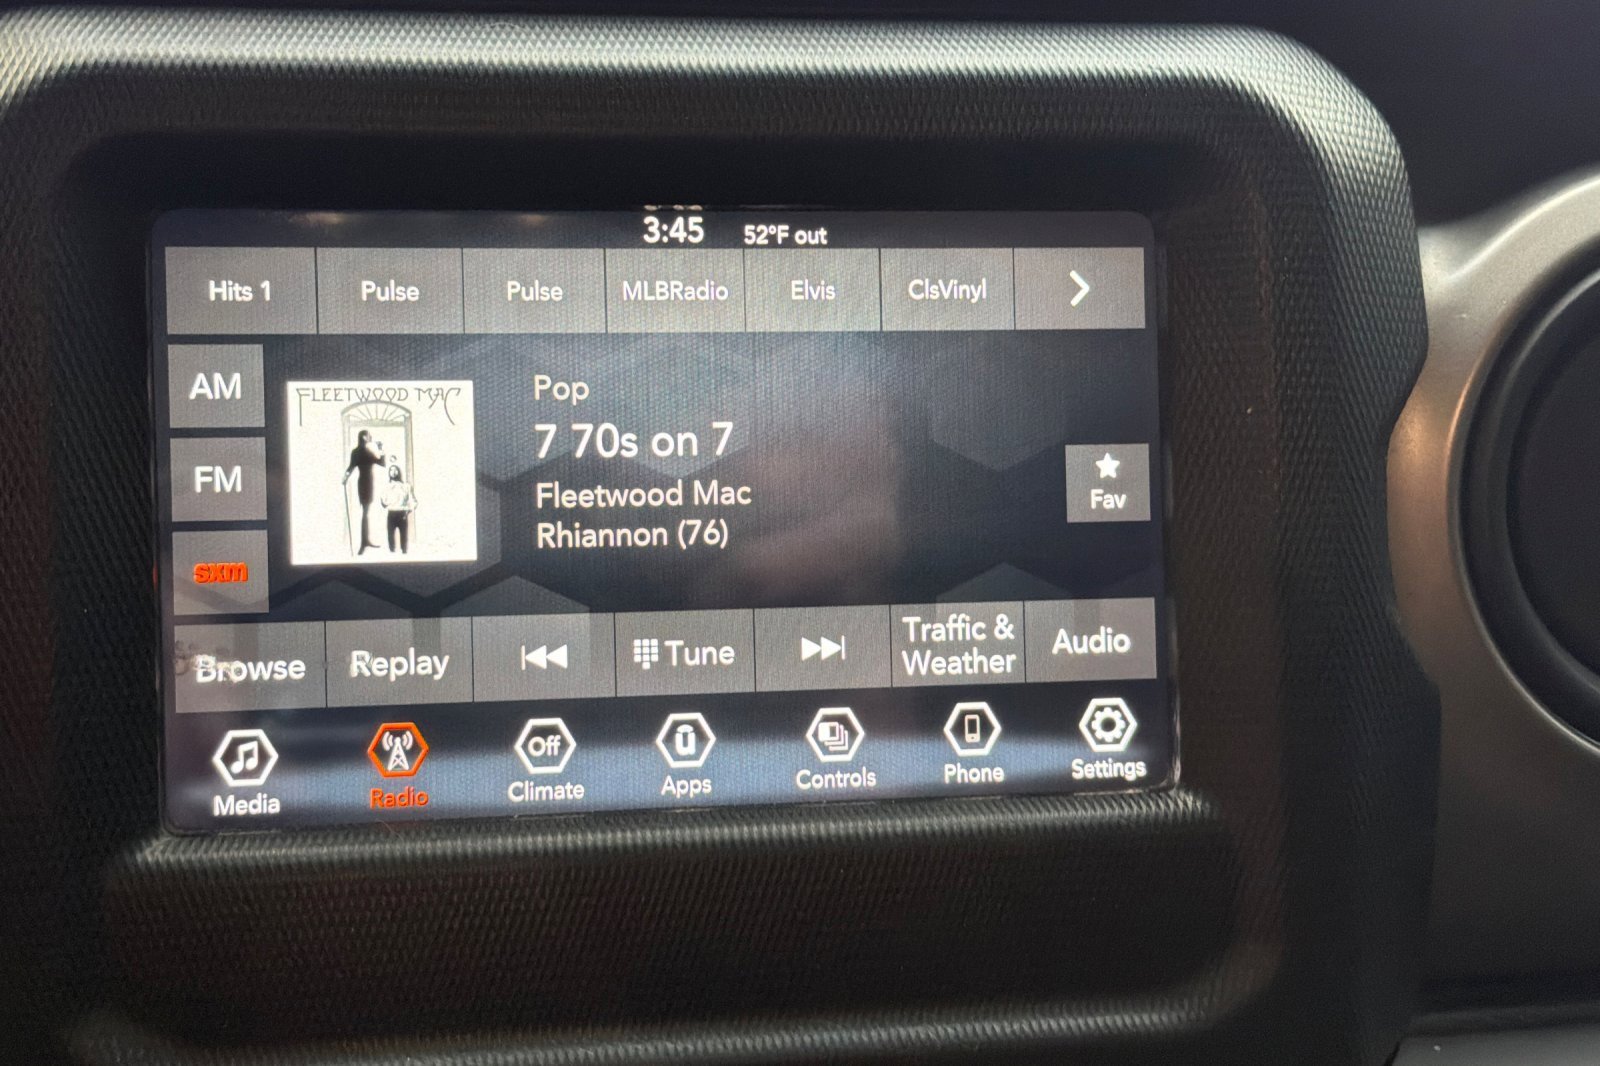 3:45 52°F out
Hits 1 Pulse Pulse MLBRadio Elvis ClsVinyl
AM
FM
sxm
FLEETWOOD MAC
Pop
7 70s on 7
Fleetwood Mac
Rhiannon (76)
Fav
Browse Replay Tune Traffic & Weather Audio
Media Radio Off Climate Apps Controls Phone Settings